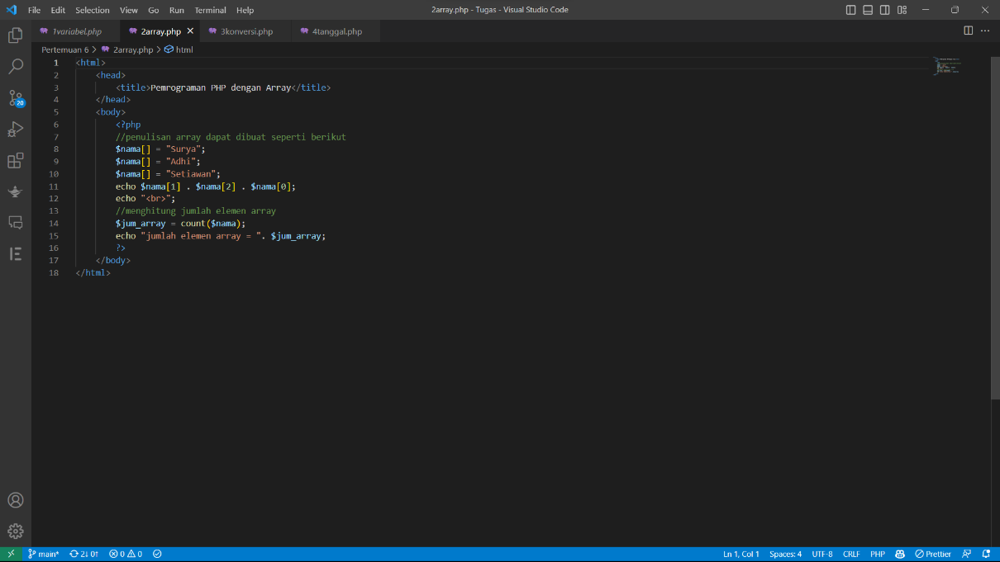 File Edit Selection View Go Run Terminal Help 2array.php - Tugas - Visual Studio Code
1variabel.php 2array.php 3konversi.php 4tanggal.php
Pertemuan 6 > 2array.php > html
1 <html>
2 <head>
3 <title>Pemrograman PHP dengan Array</title>
4 </head>
5 <body>
6 <?php
7 //penulisan array dapat dibuat seperti berikut
8 $nama[] = "Surya";
9 $nama[] = "Adhi";
10 $nama[] = "Setiawan";
11 echo $nama[1] . $nama[2] . $nama[0];
12 echo "<br>";
13 //menghitung jumlah elemen array
14 $jum_array = count($nama);
15 echo "jumlah elemen array = ". $jum_array;
16 ?>
17 </body>
18 </html>
20
main* 2↓ 0↑ 0 0 Ln 1, Col 1 Spaces: 4 UTF-8 CRLF PHP Prettier